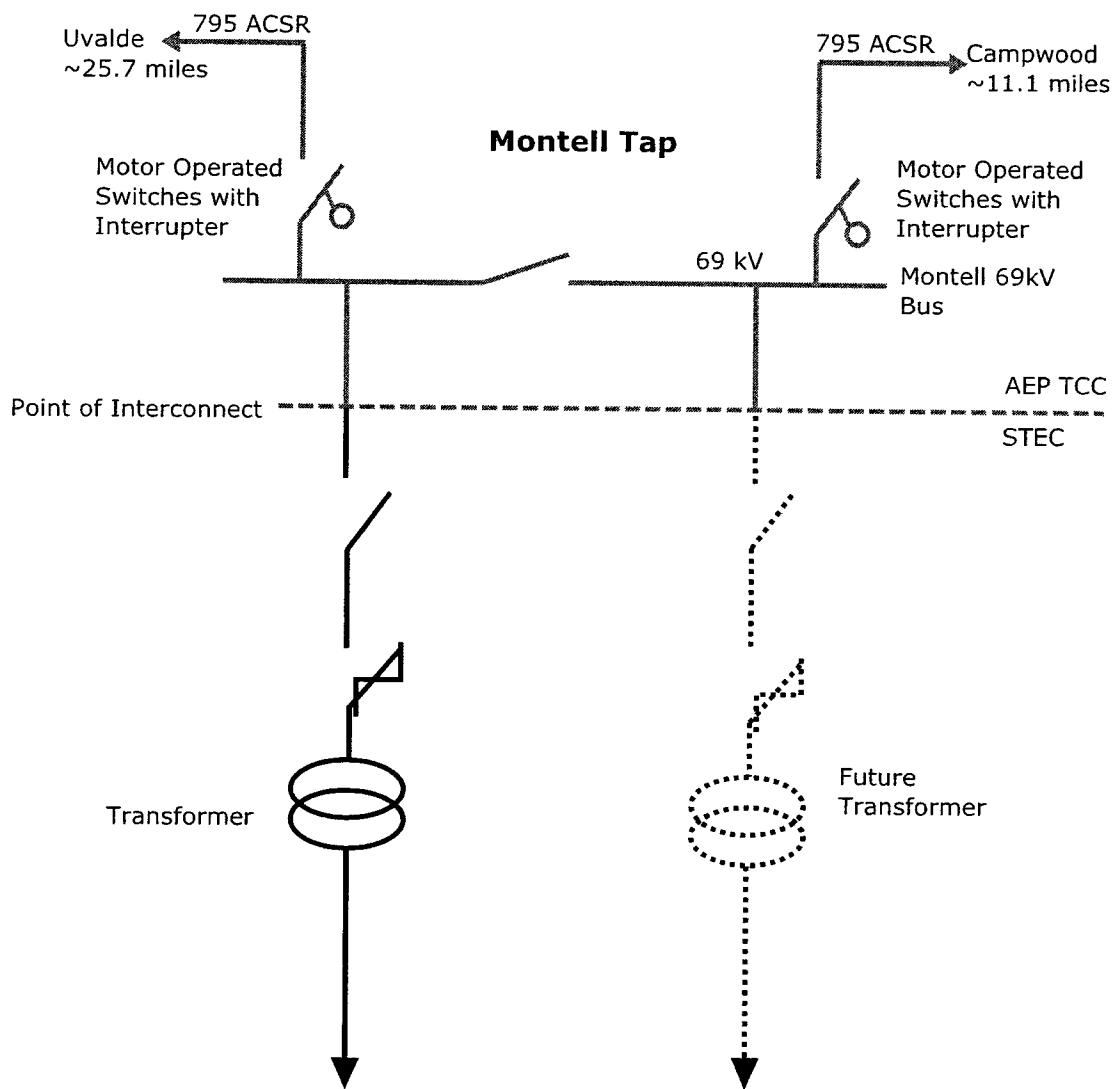 795 ACSR
Uvalde
~25.7 miles
795 ACSR
Campwood
~11.1 miles
Montell Tap
Motor Operated
Switches with
Interrupter
Motor Operated
Switches with
Interrupter
69 kV
Montell 69kV
Bus
AEP TCC
Point of Interconnect
STEC
Transformer
Future
Transformer